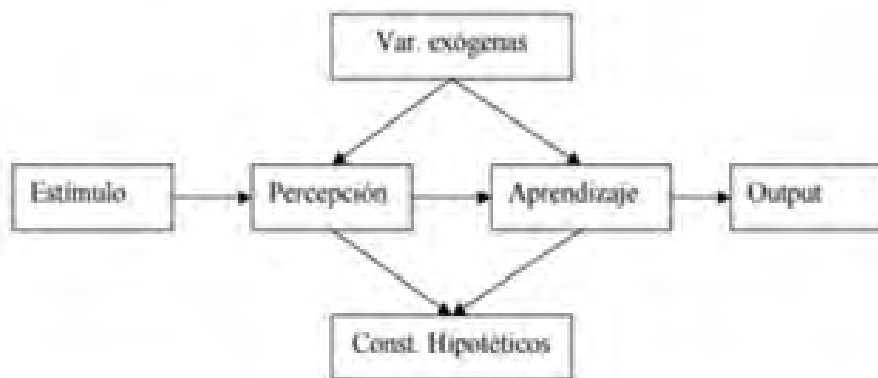 Var. exógenas
Estímulo
Percepción
Aprendizaje
Output
Const. Hipotéticos